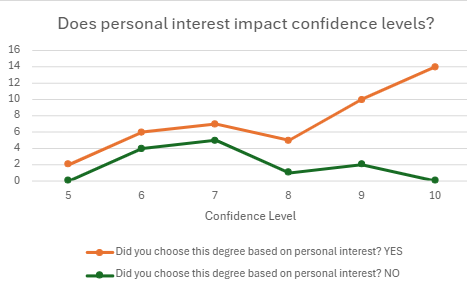 Does personal interest impact confidence levels?
16
14
12
10
8
6
4
2
0
5 6 7 8 9 10
Confidence Level
Did you choose this degree based on personal interest? YES
Did you choose this degree based on personal interest? NO